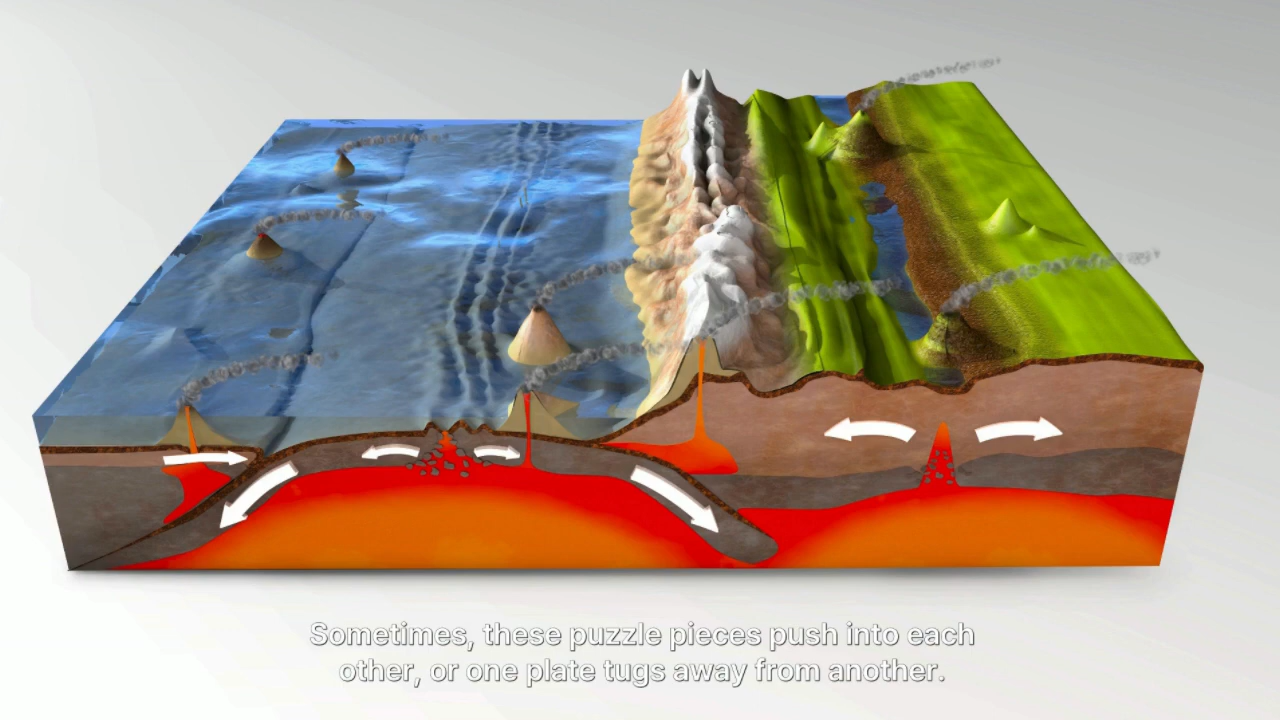 Sometimes, these puzzle pieces push into each
other, or one plate tugs away from another.